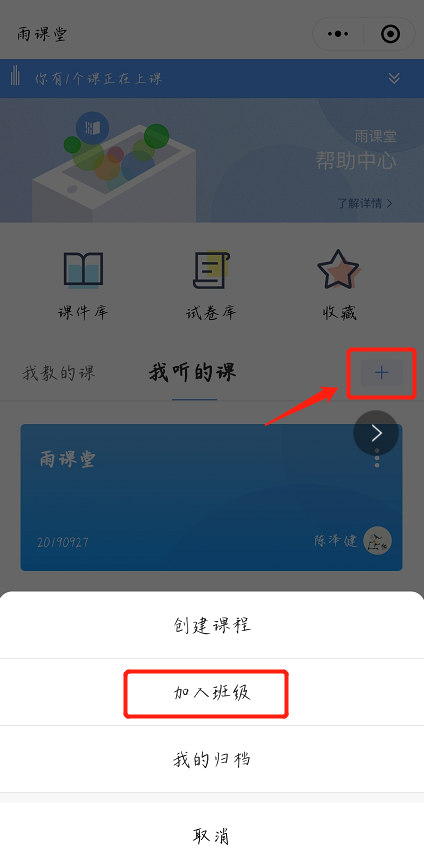 雨课堂
你有1个课正在上课
雨课堂
帮助中心
了解详情
课件库
试卷库
收藏
我教的课
我听的课
雨课堂
20190927
陈泽健
创建课程
加入班级
我的归档
取消